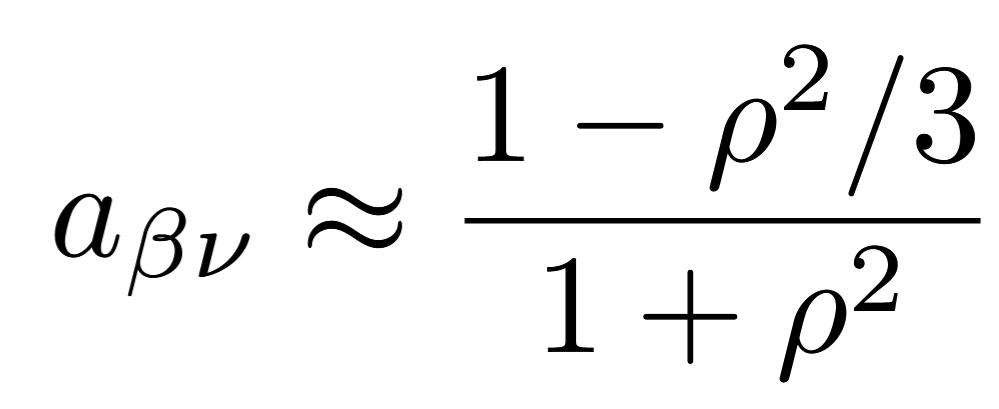 $a_{\beta\nu} \approx \frac{1 - \rho^2/3}{1 + \rho^2}$